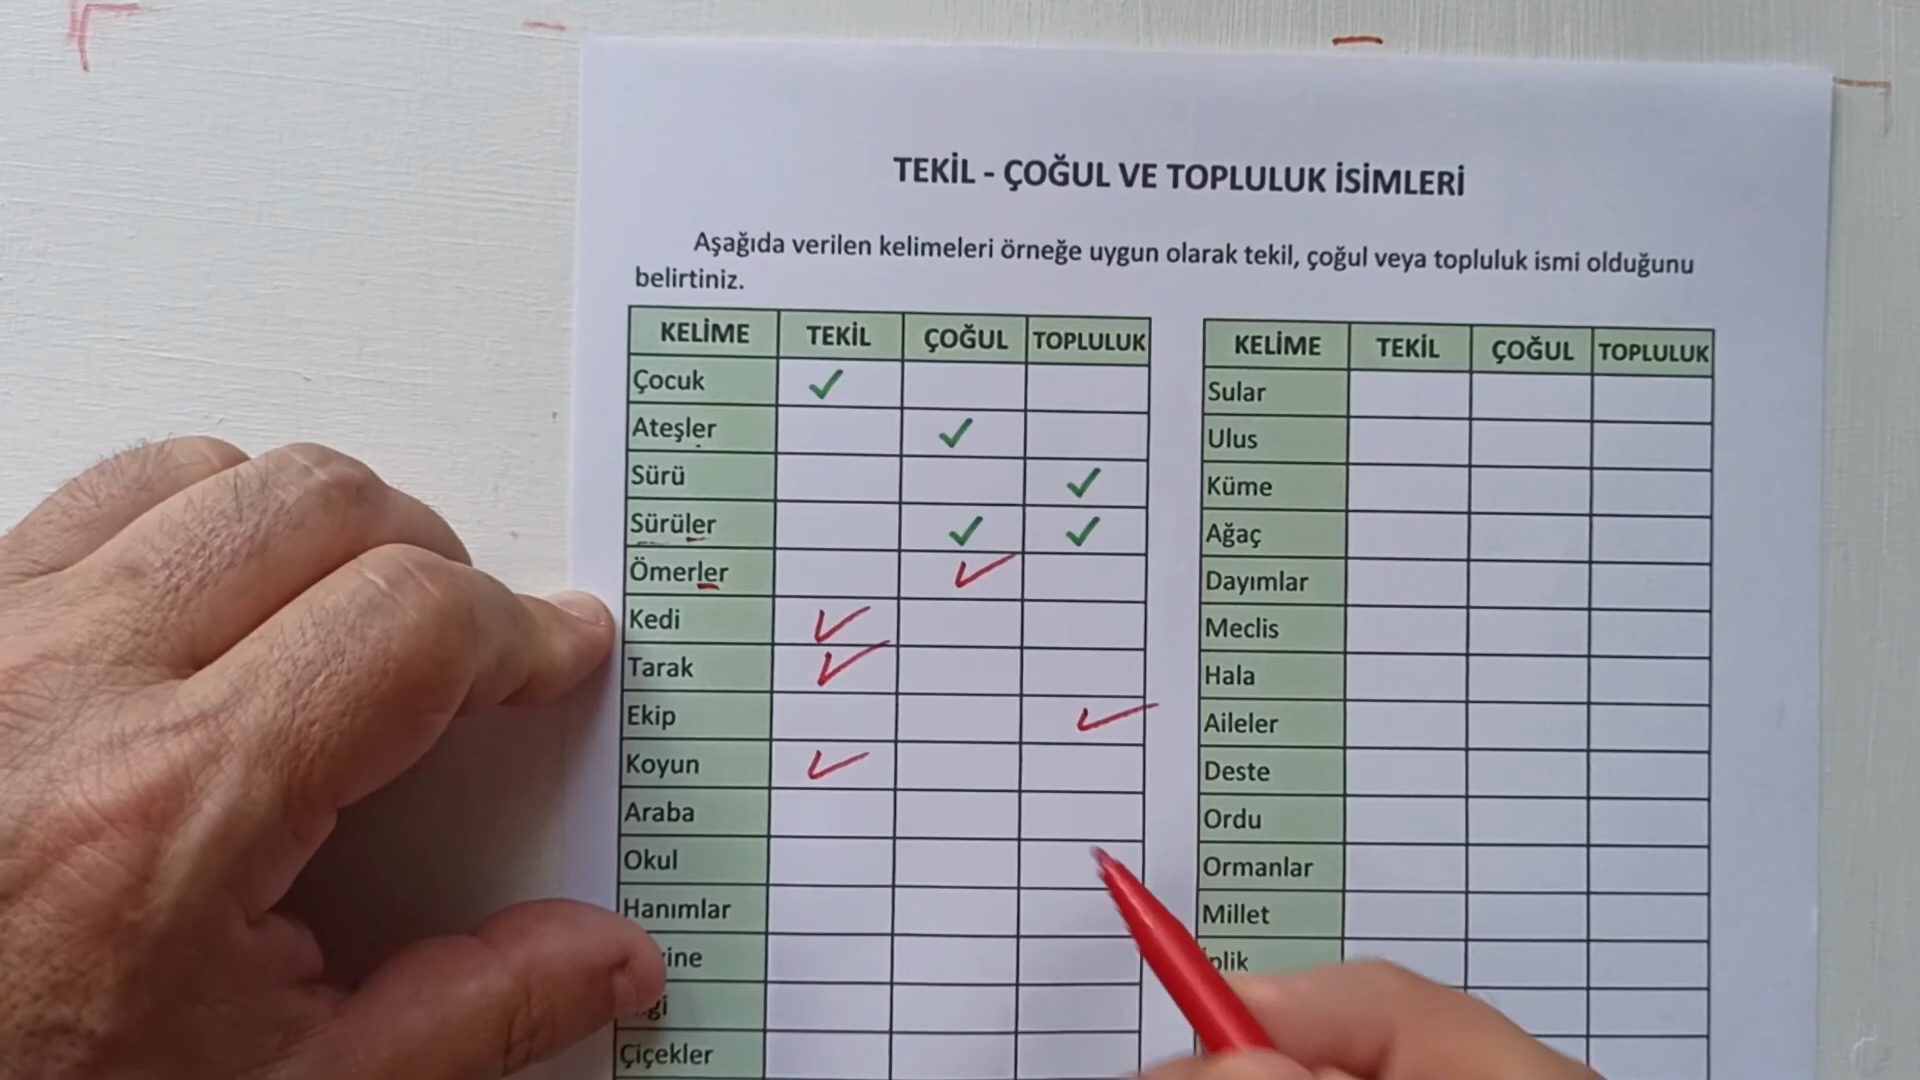 TEKİL - ÇOĞUL VE TOPLULUK İSİMLERİ
Aşağıda verilen kelimeleri örneğe uygun olarak tekil, çoğul veya topluluk ismi olduğunu
belirtiniz.
KELİME TEKİL ÇOĞUL TOPLULUK
Çocuk ✓
Ateşler ✓
Sürü ✓
Sürüler ✓ ✓
Ömerler ✓
Kedi ✓
Tarak ✓
Ekip ✓
Koyun ✓
Araba
Okul
Hanımlar
Çiçekler
KELİME TEKİL ÇOĞUL TOPLULUK
Sular
Ulus
Küme
Ağaç
Dayımlar
Meclis
Hala
Aileler
Deste
Ordu
Ormanlar
Millet
İplik